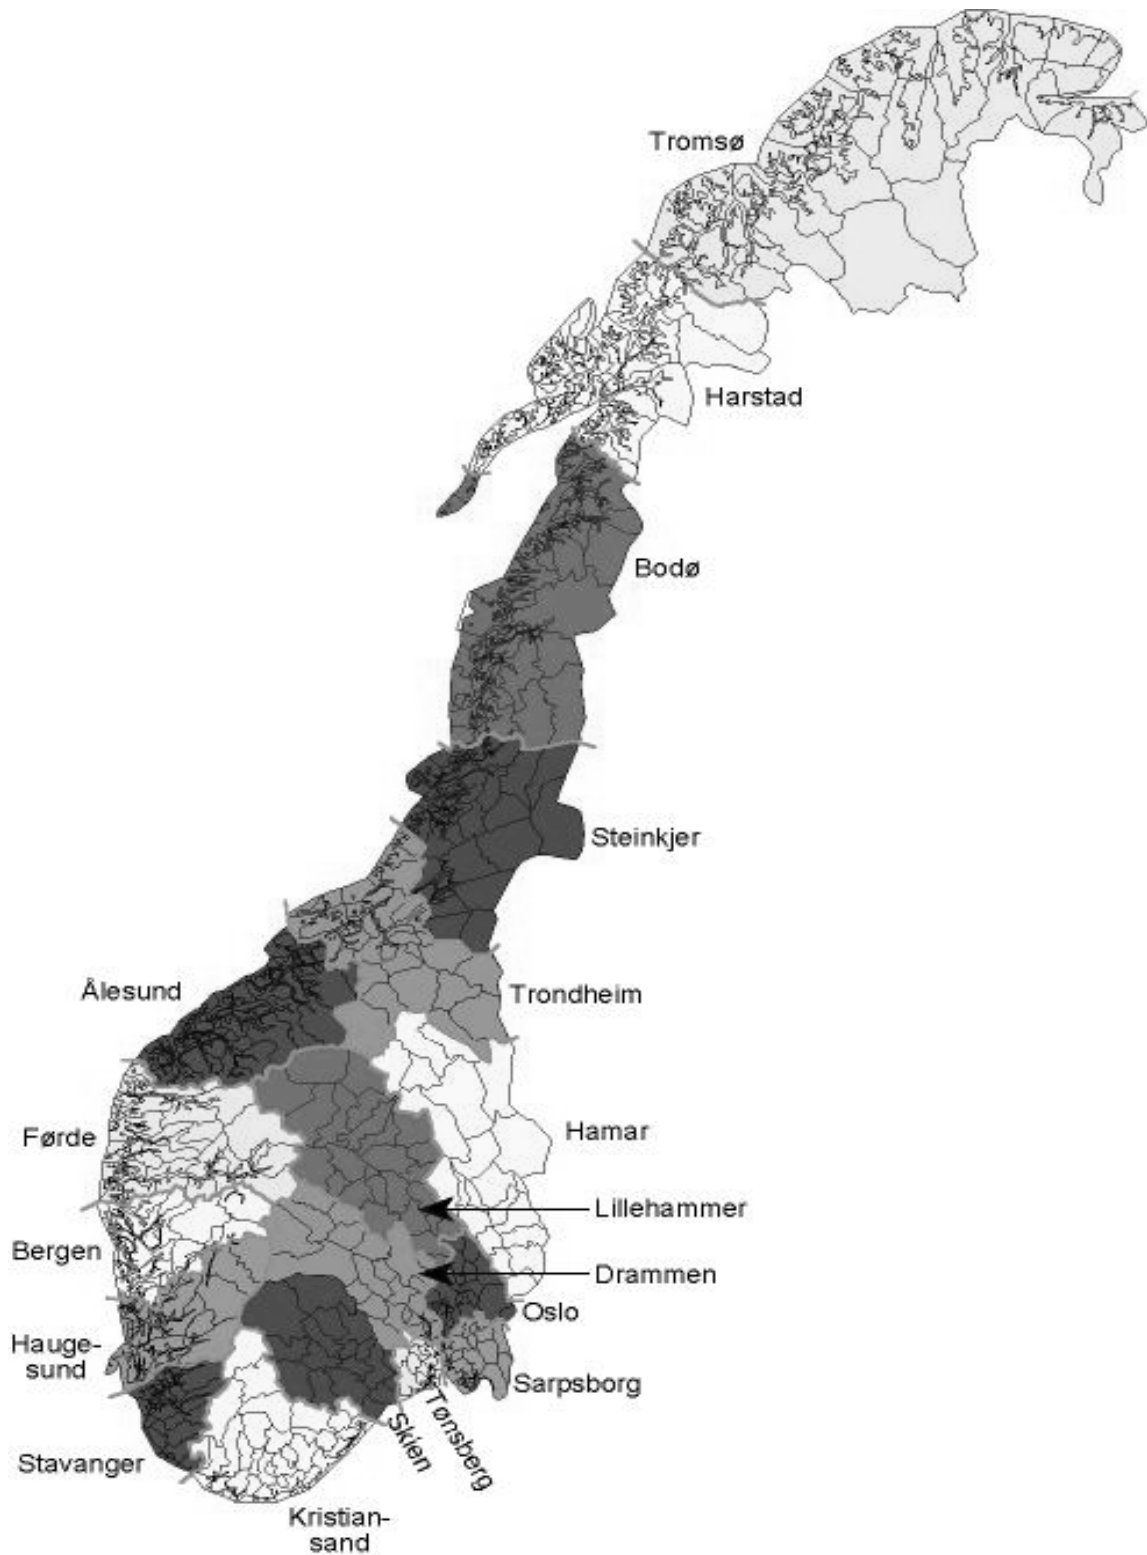 Tromsø
Harstad
Bodø
Steinkjer
Ålesund
Trondheim
Førde
Hamar
Lillehammer
Bergen
Drammen
Oslo
Hauge-
sund
Sarpsborg
Tønsberg
Skien
Stavanger
Kristian-
sand